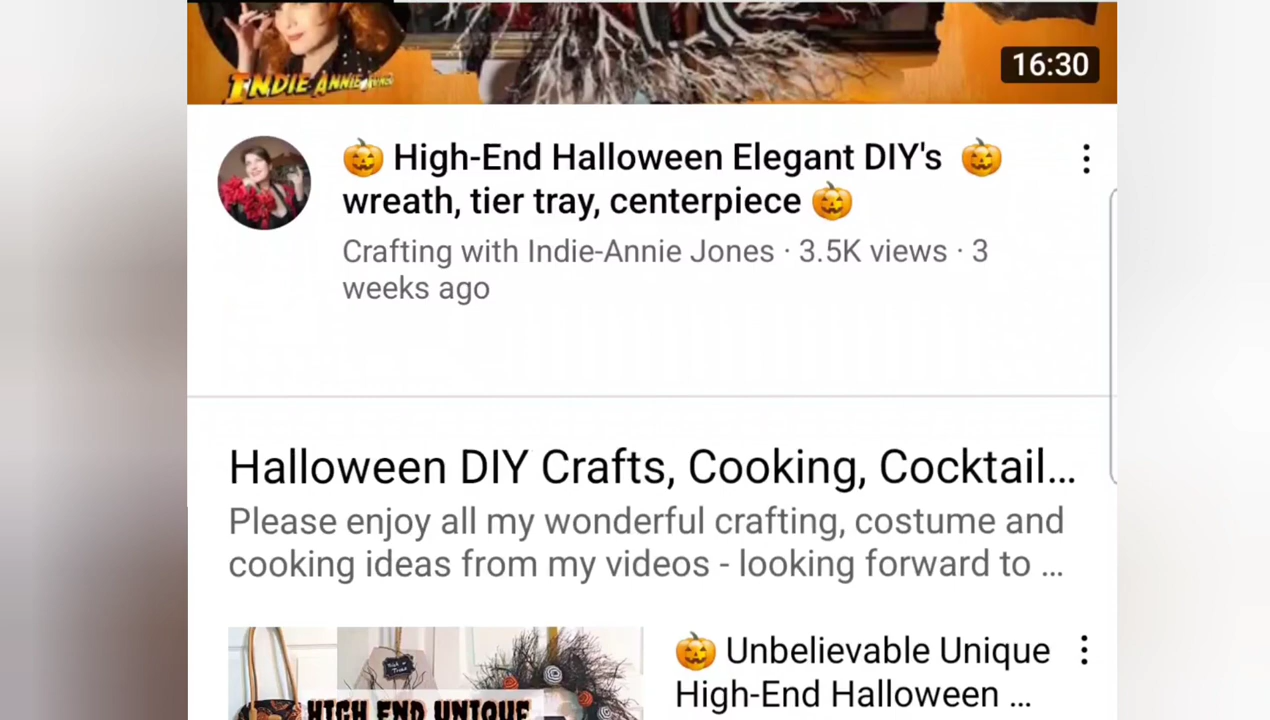 INDIE ANNIE JONES
16:30
🎃 High-End Halloween Elegant DIY's 🎃
wreath, tier tray, centerpiece 🎃
Crafting with Indie-Annie Jones · 3.5K views · 3
weeks ago
Halloween DIY Crafts, Cooking, Cocktail...
Please enjoy all my wonderful crafting, costume and
cooking ideas from my videos - looking forward to ...
🎃 Unbelievable Unique
High-End Halloween ...
HIGH END UNIQUE